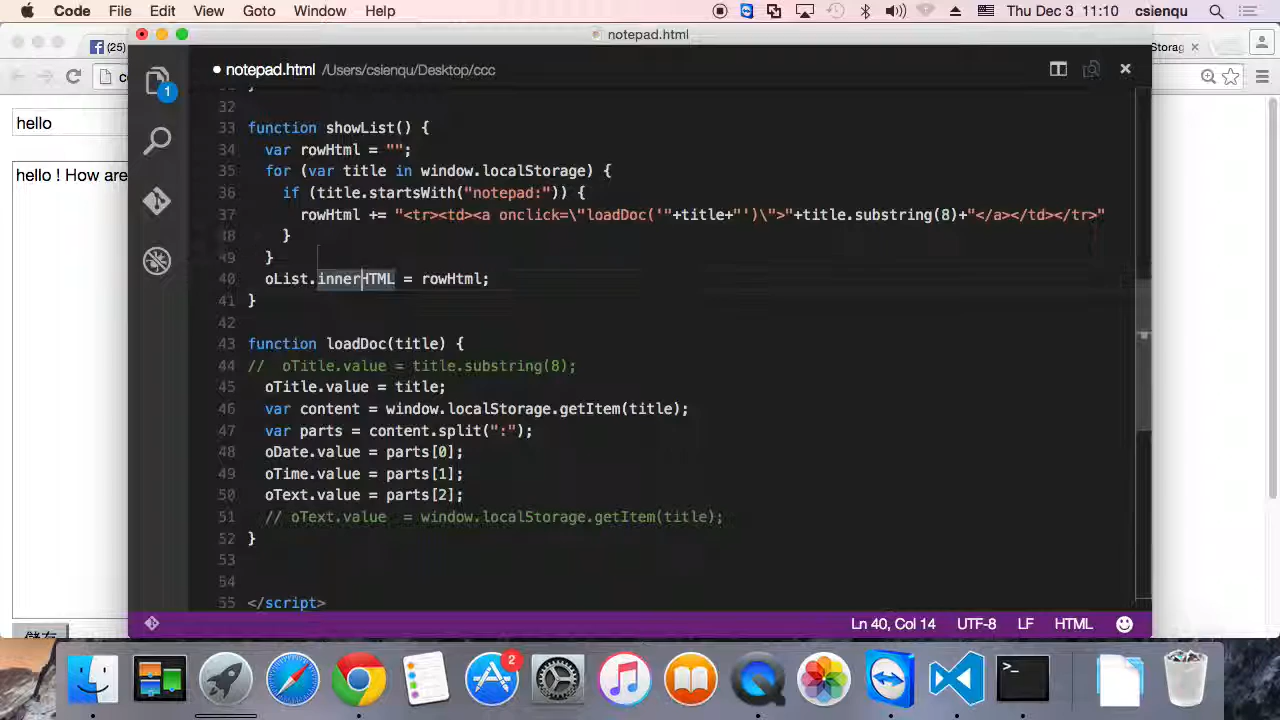 Code File Edit View Goto Window Help Thu Dec 3 11:10 csienqu
notepad.html
(25)
Storag
notepad.html /Users/csienqu/Desktop/ccc
1
hello
hello ! How are
32
33 function showList() {
34 var rowHtml = "";
35 for (var title in window.localStorage) {
36 if (title.startsWith("notepad:")) {
37 rowHtml += "<tr><td><a onclick=\"loadDoc('"+title+"')\">"+title.substring(8)+"</a></td></tr>"
38 }
39 }
40 oList.innerHTML = rowHtml;
41 }
42
43 function loadDoc(title) {
44 // oTitle.value = title.substring(8);
45 oTitle.value = title;
46 var content = window.localStorage.getItem(title);
47 var parts = content.split(":");
48 oDate.value = parts[0];
49 oTime.value = parts[1];
50 oText.value = parts[2];
51 // oText.value = window.localStorage.getItem(title);
52 }
53
54
55 </script>
Ln 40, Col 14 UTF-8 LF HTML
2